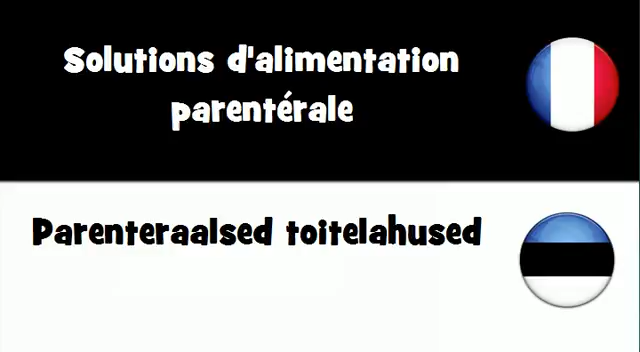 Solutions d'alimentation
parentérale
Parenteraalsed toitelahused